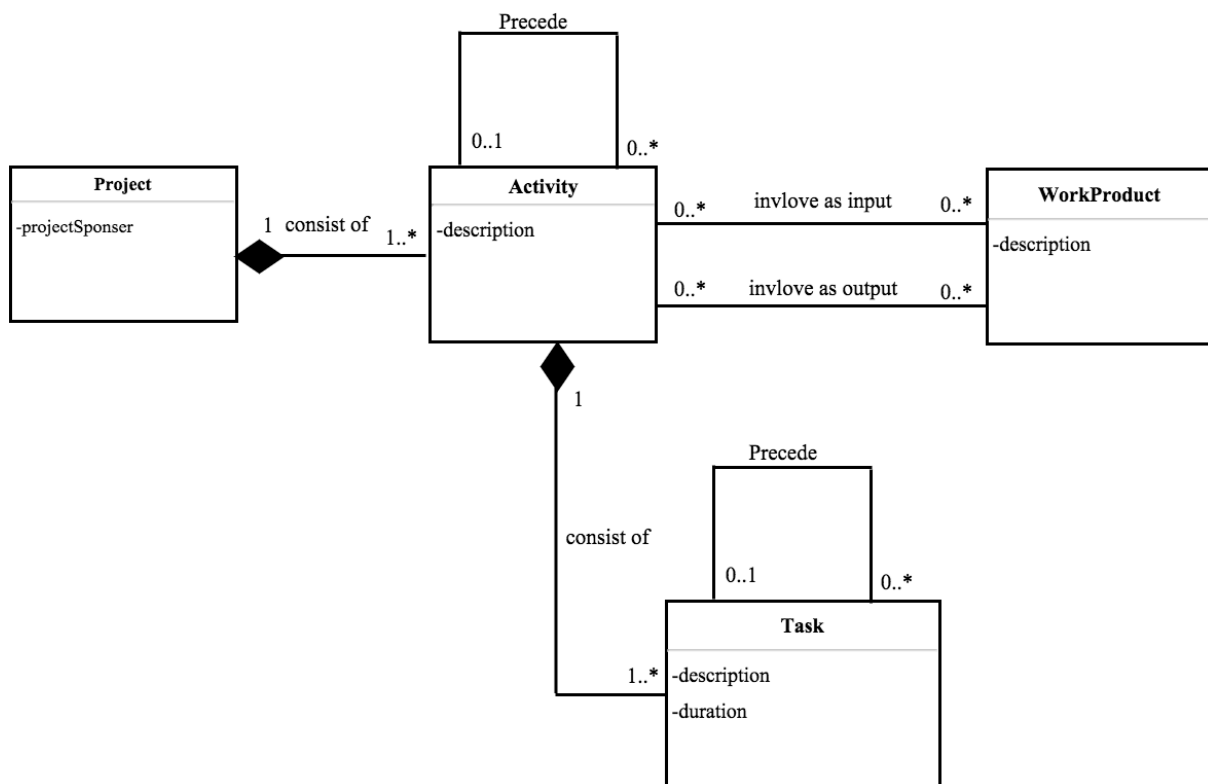 Precede
0..1
0..*
Project
-projectSponser
1
consist of
1..*
Activity
-description
0..*
invlove as input
0..*
0..*
invlove as output
0..*
WorkProduct
-description
1
consist of
1..*
Precede
0..1
0..*
Task
-description
-duration